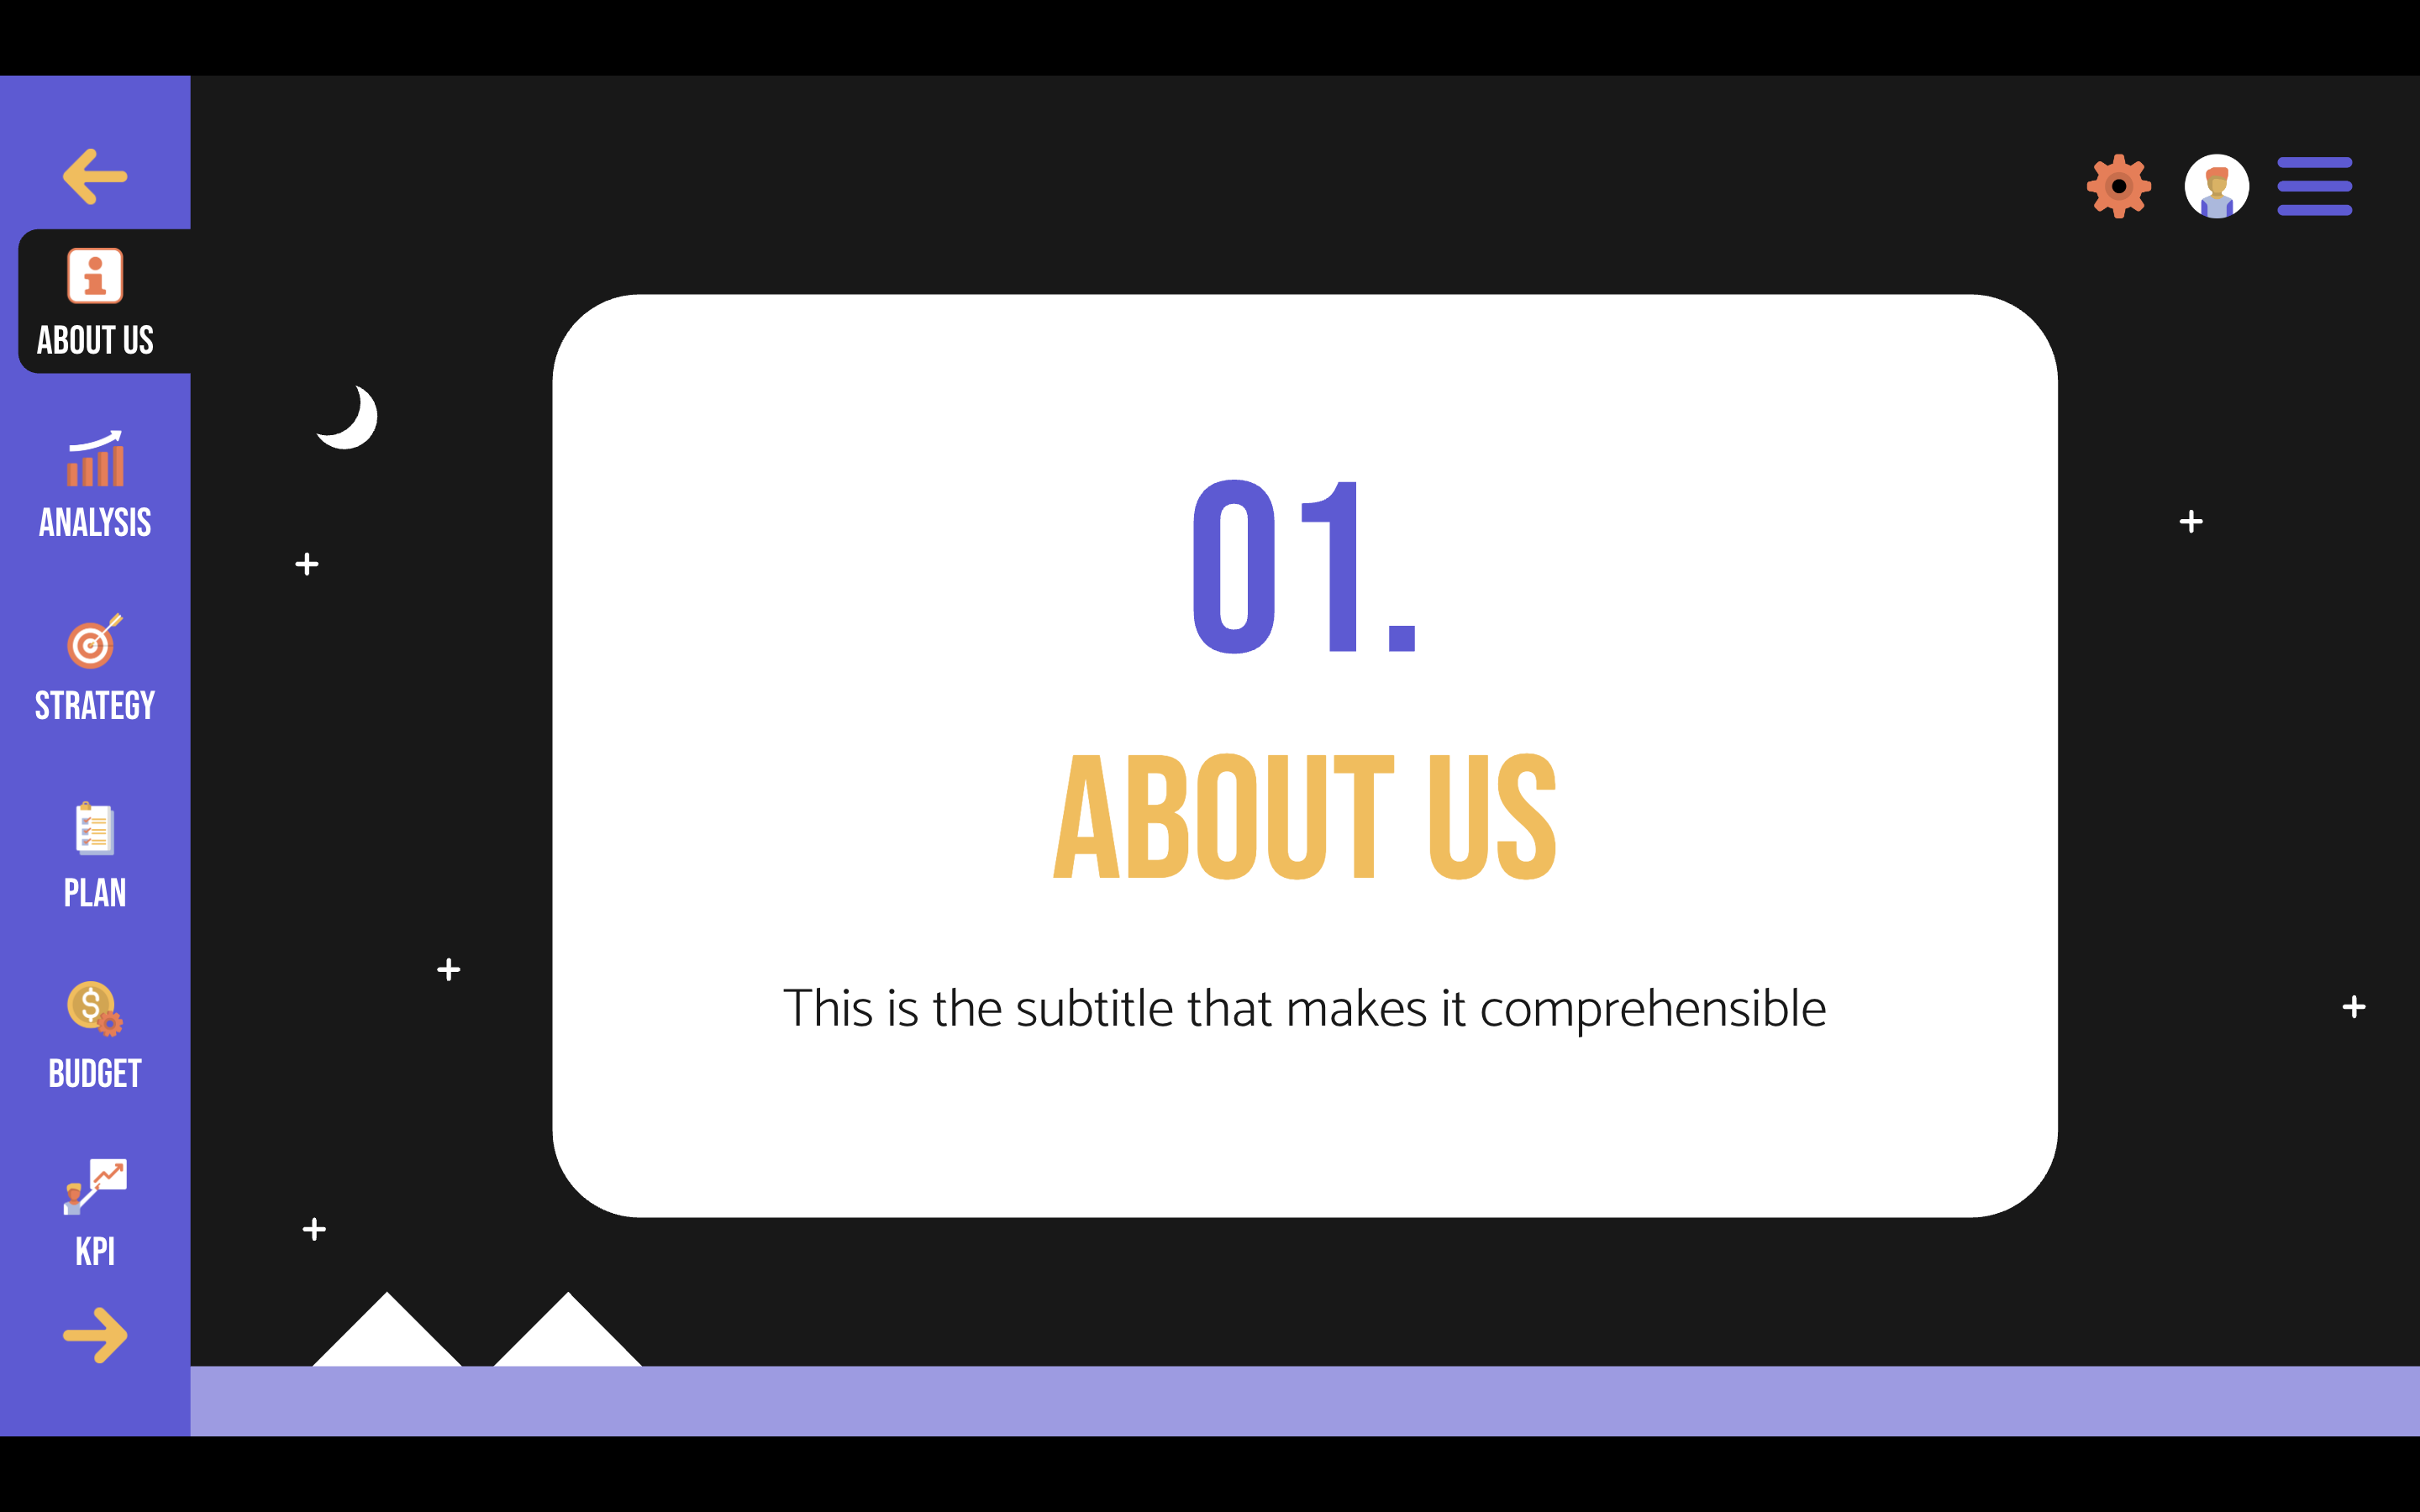 ABOUT US
ANALYSIS
STRATEGY
PLAN
BUDGET
KPI
01.
ABOUT US
This is the subtitle that makes it comprehensible